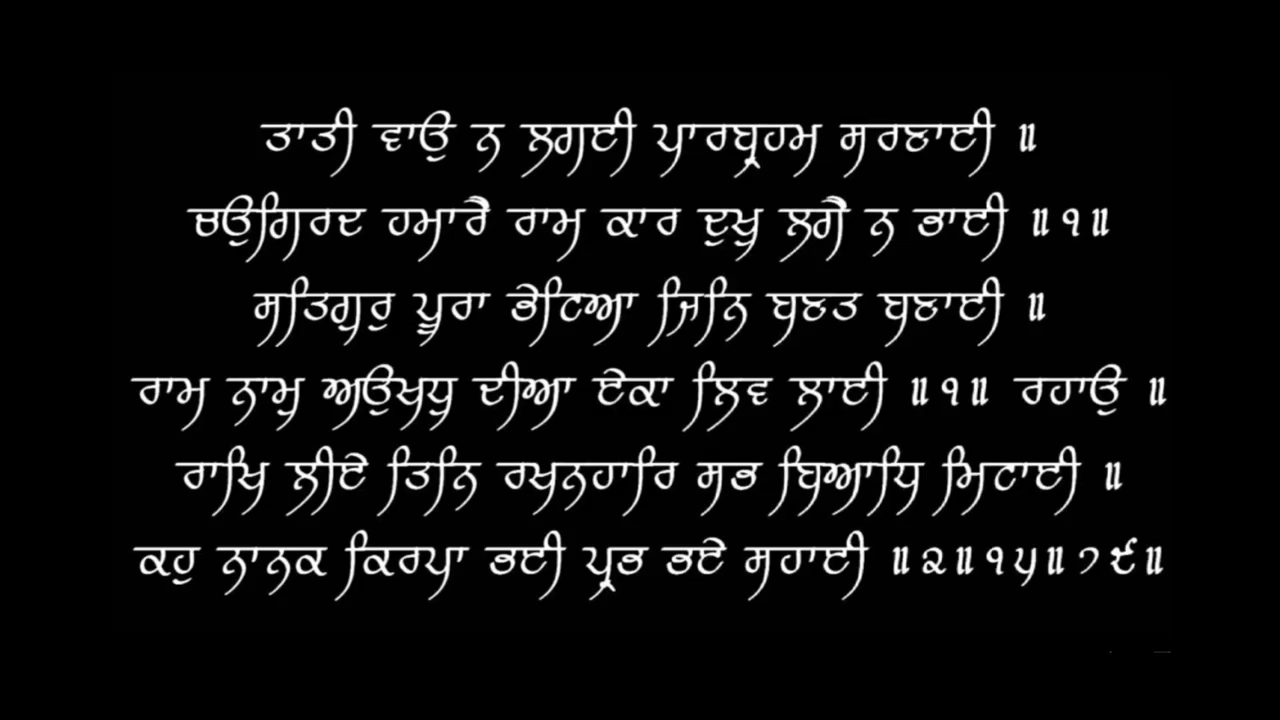 ਤਾਤੀ ਵਾਉ ਨ ਲਗਈ ਪਾਰਬ੍ਰਹਮ ਸਰਣਾਈ ॥
ਚਉਗਿਰਦ ਹਮਾਰੈ ਰਾਮ ਕਾਰ ਦੁਖੁ ਲਗੈ ਨ ਭਾਈ ॥੧॥
ਸਤਿਗੁਰੁ ਪੂਰਾ ਭੇਟਿਆ ਜਿਨਿ ਬਣਤ ਬਣਾਈ ॥
ਰਾਮ ਨਾਮੁ ਅਉਖਧੁ ਦੀਆ ਏਕਾ ਲਿਵ ਲਾਈ ॥੧॥ ਰਹਾਉ ॥
ਰਾਖਿ ਲੀਏ ਤਿਨਿ ਰਖਨਹਾਰਿ ਸਭ ਬਿਆਧਿ ਮਿਟਾਈ ॥
ਕਹੁ ਨਾਨਕ ਕਿਰਪਾ ਭਈ ਪ੍ਰਭ ਭਏ ਸਹਾਈ ॥੨॥੧੫॥੭੯॥